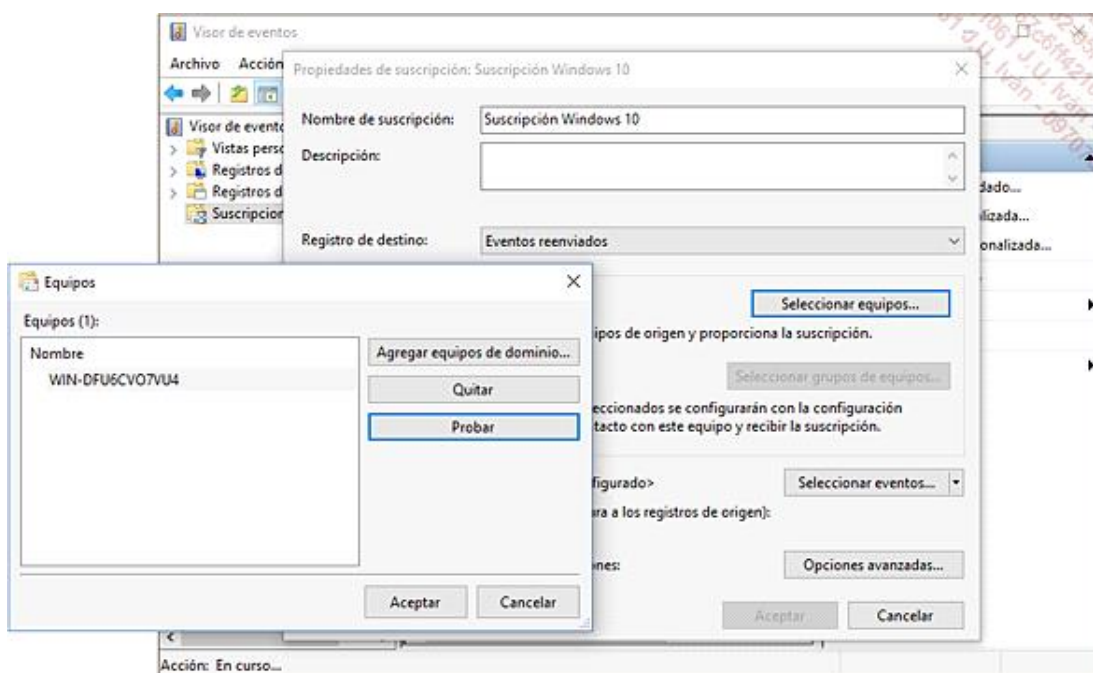 Visor de eventos
Archivo Acción
Visor de evento
Vistas perso
Registros d
Registros d
Suscripcion
Propiedades de suscripción: Suscripción Windows 10
Nombre de suscripción: Suscripción Windows 10
Descripción:
Registro de destino: Eventos reenviados
Seleccionar equipos...
ipos de origen y proporciona la suscripción.
Seleccionar grupos de equipos...
eccionados se configurarán con la configuración
tacto con este equipo y recibir la suscripción.
figurado>
Seleccionar eventos...
ura a los registros de origen):
nes:
Opciones avanzadas...
Aceptar Cancelar
dado...
lizada...
onalizada...
Equipos
Equipos (1):
Nombre
WIN-DFU6CVO7VU4
Agregar equipos de dominio...
Quitar
Probar
Aceptar Cancelar
Acción: En curso...